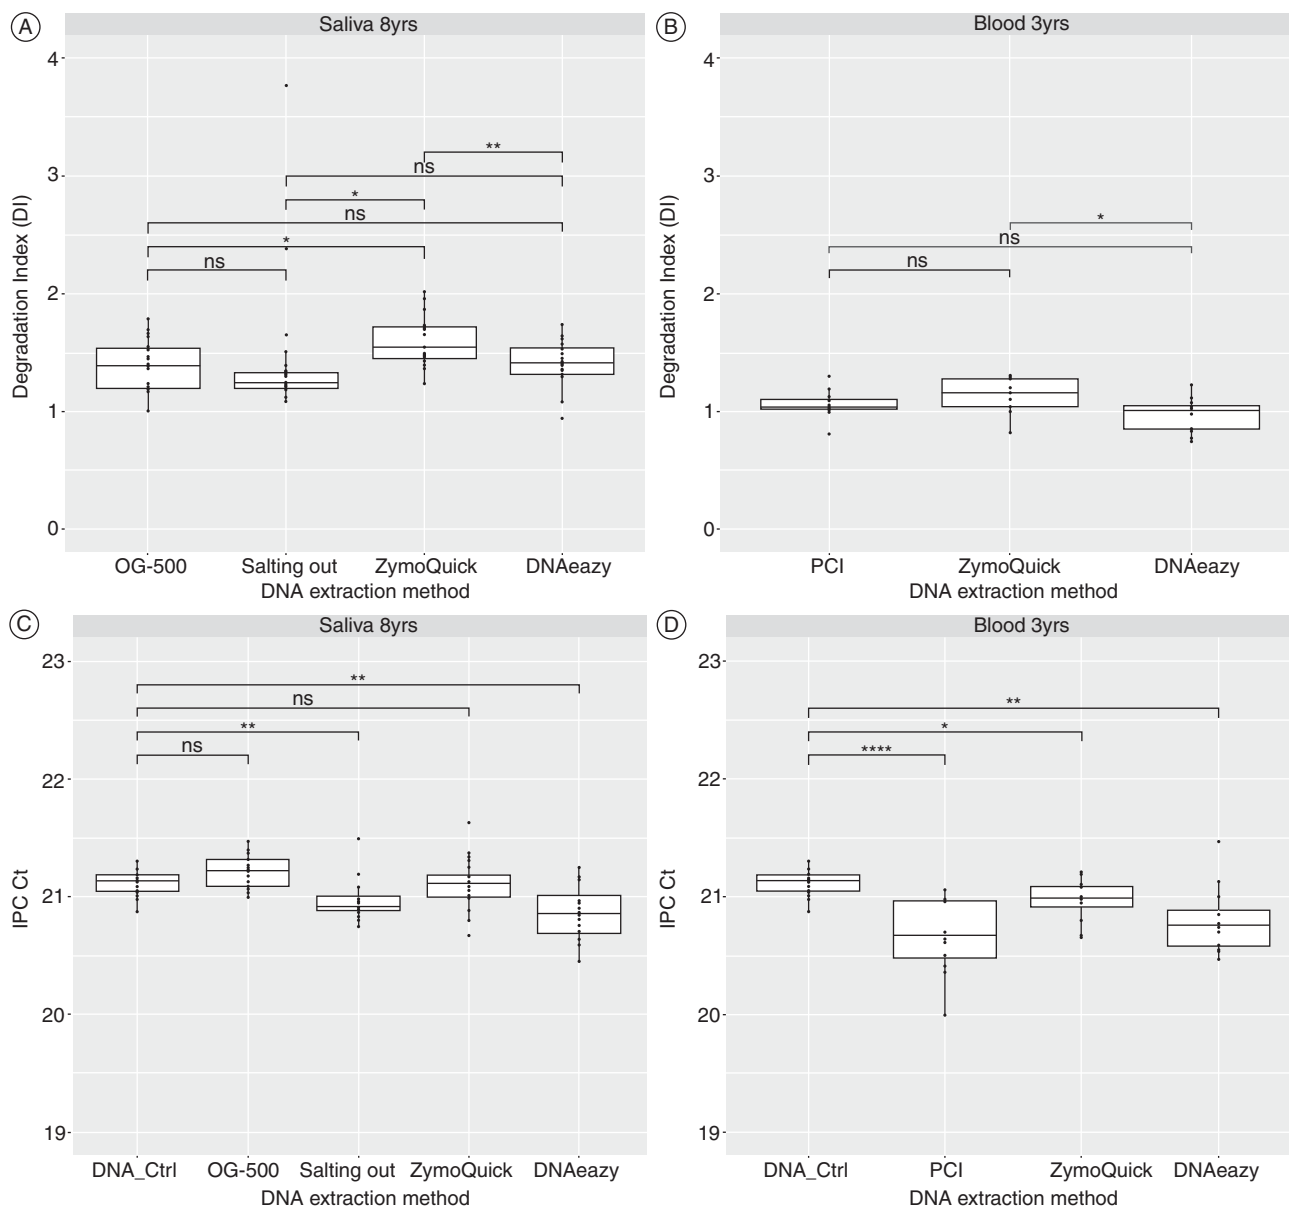 A
Saliva 8yrs
Degradation Index (DI)
4
3
2
1
0
**
ns
*
ns
*
ns
OG-500
Salting out
ZymoQuick
DNAeazy
DNA extraction method
B
Blood 3yrs
Degradation Index (DI)
4
3
2
1
0
*
ns
ns
PCI
ZymoQuick
DNAeazy
DNA extraction method
C
Saliva 8yrs
IPC Ct
23
22
21
20
19
**
ns
**
ns
DNA_Ctrl
OG-500
Salting out
ZymoQuick
DNAeazy
DNA extraction method
D
Blood 3yrs
IPC Ct
23
22
21
20
19
**
*
****
DNA_Ctrl
PCI
ZymoQuick
DNAeazy
DNA extraction method